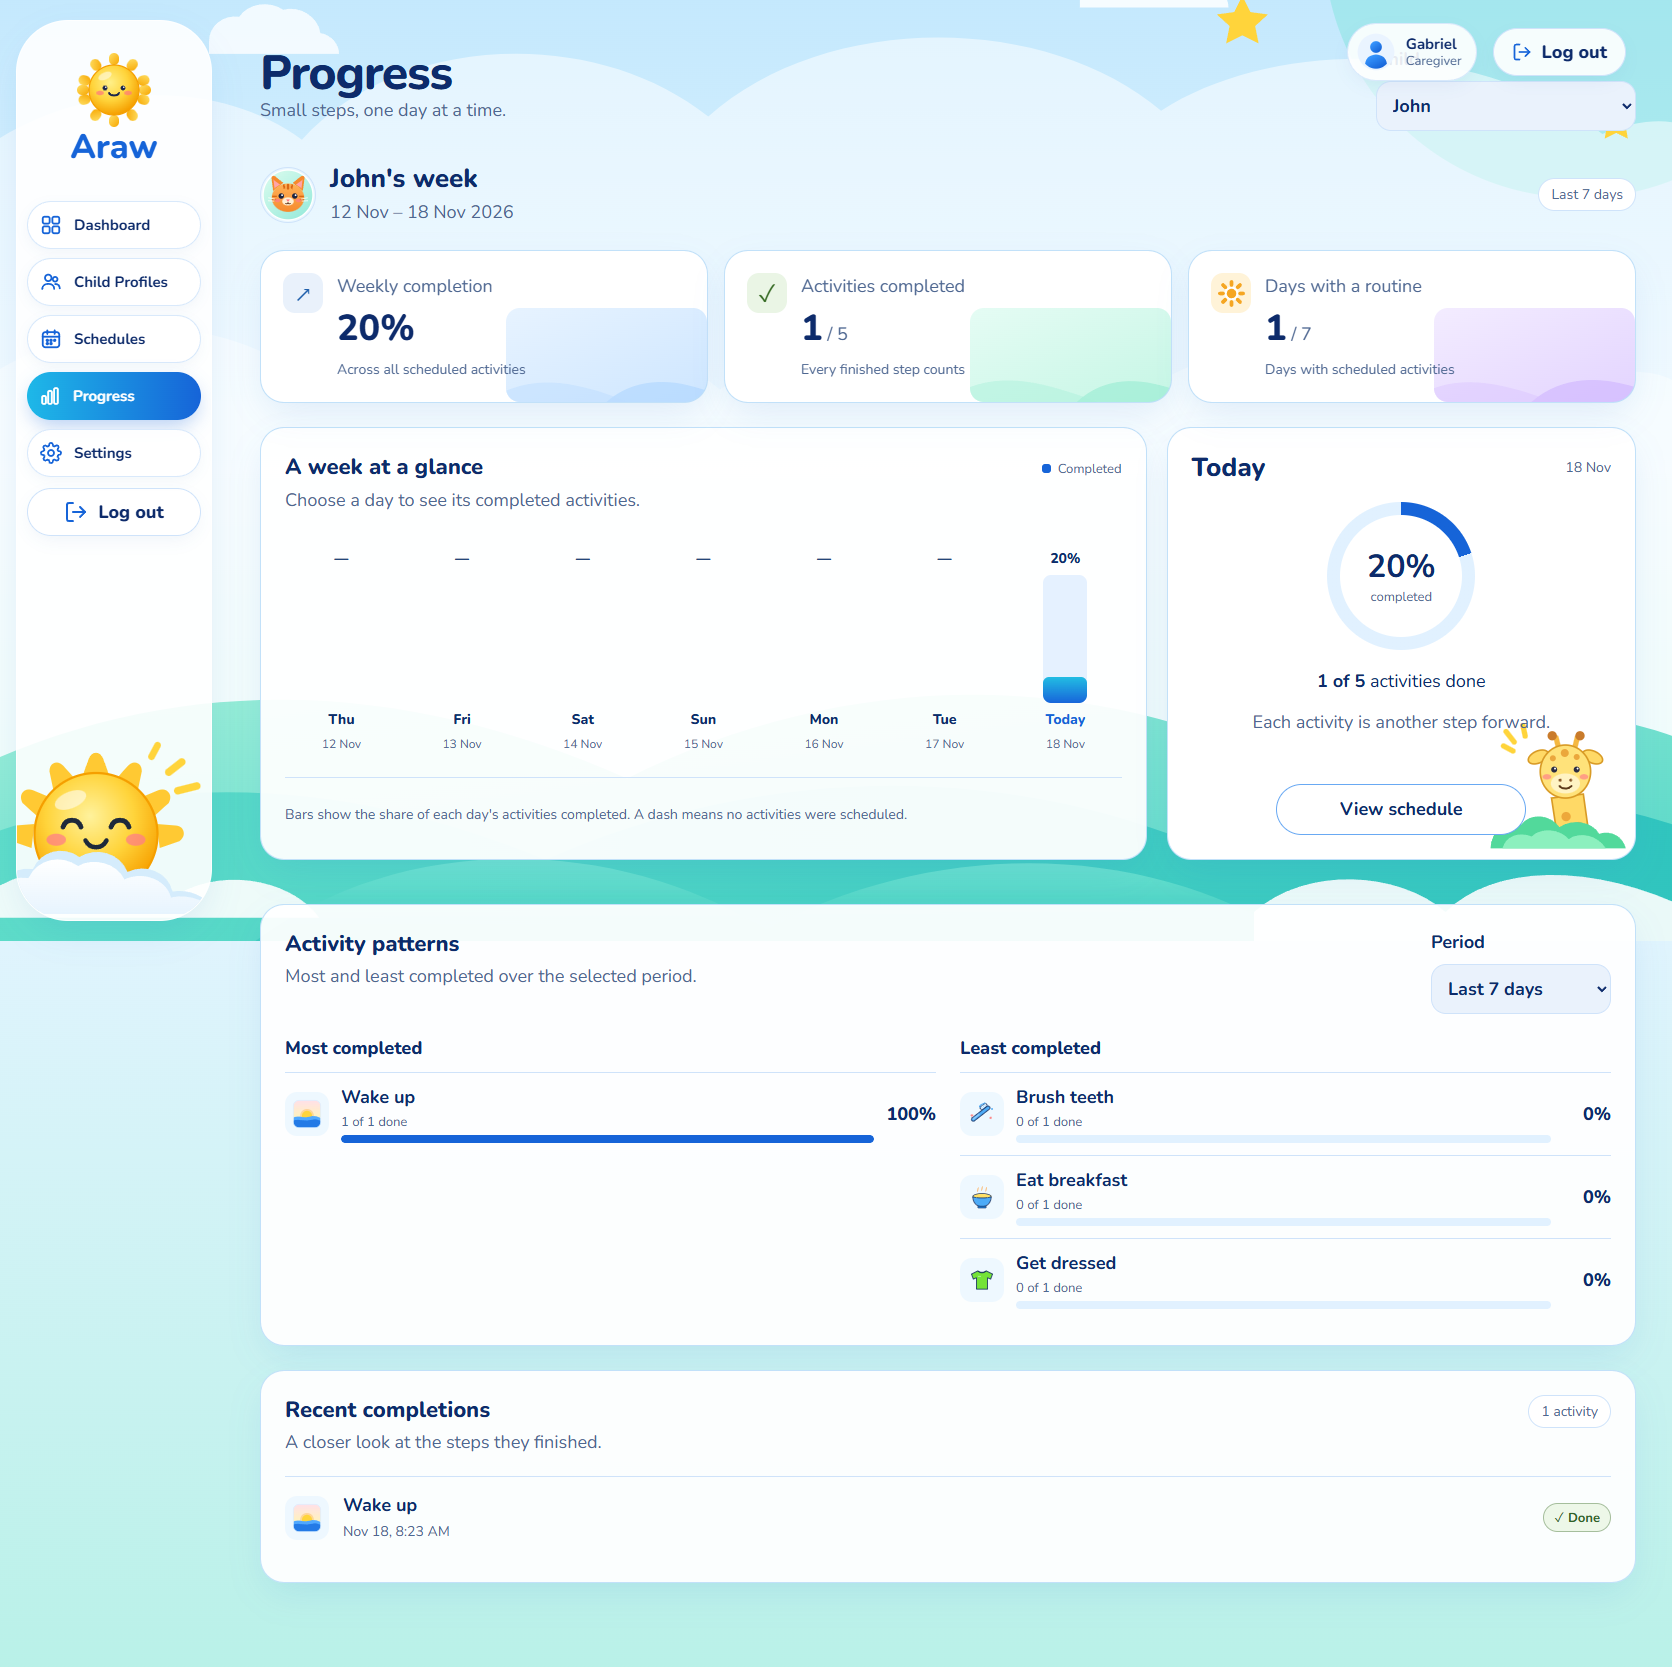 Araw
Dashboard
Child Profiles
Schedules
Progress
Settings
Log out
Progress
Small steps, one day at a time.
Gabriel
Caregiver
Log out
John
John's week
12 Nov – 18 Nov 2026
Last 7 days
Weekly completion
20%
Across all scheduled activities
Activities completed
1 / 5
Every finished step counts
Days with a routine
1 / 7
Days with scheduled activities
A week at a glance
Completed
Choose a day to see its completed activities.
— — — — — — 20%
Thu Fri Sat Sun Mon Tue Today
12 Nov 13 Nov 14 Nov 15 Nov 16 Nov 17 Nov 18 Nov
Bars show the share of each day's activities completed. A dash means no activities were scheduled.
Today
18 Nov
20%
completed
1 of 5 activities done
Each activity is another step forward.
View schedule
Activity patterns
Most and least completed over the selected period.
Period
Last 7 days
Most completed
Wake up
1 of 1 done
100%
Least completed
Brush teeth
0 of 1 done
0%
Eat breakfast
0 of 1 done
0%
Get dressed
0 of 1 done
0%
Recent completions
1 activity
A closer look at the steps they finished.
Wake up
Nov 18, 8:23 AM
✓ Done